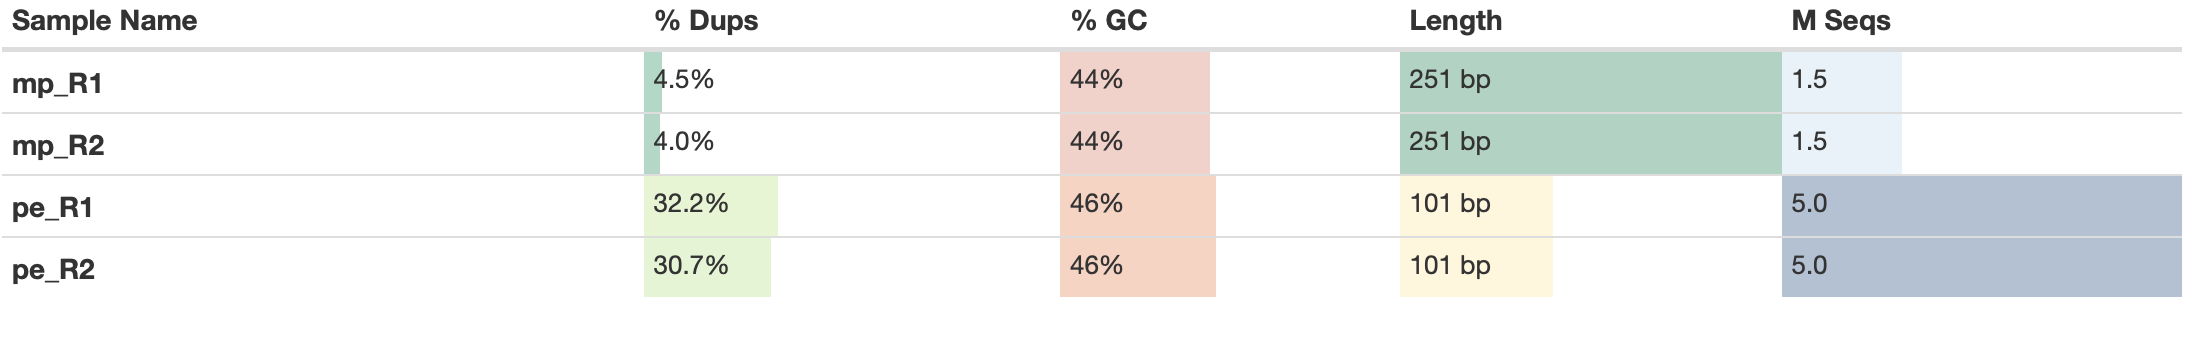 Sample Name % Dups % GC Length M Seqs
mp_R1 4.5% 44% 251 bp 1.5
mp_R2 4.0% 44% 251 bp 1.5
pe_R1 32.2% 46% 101 bp 5.0
pe_R2 30.7% 46% 101 bp 5.0